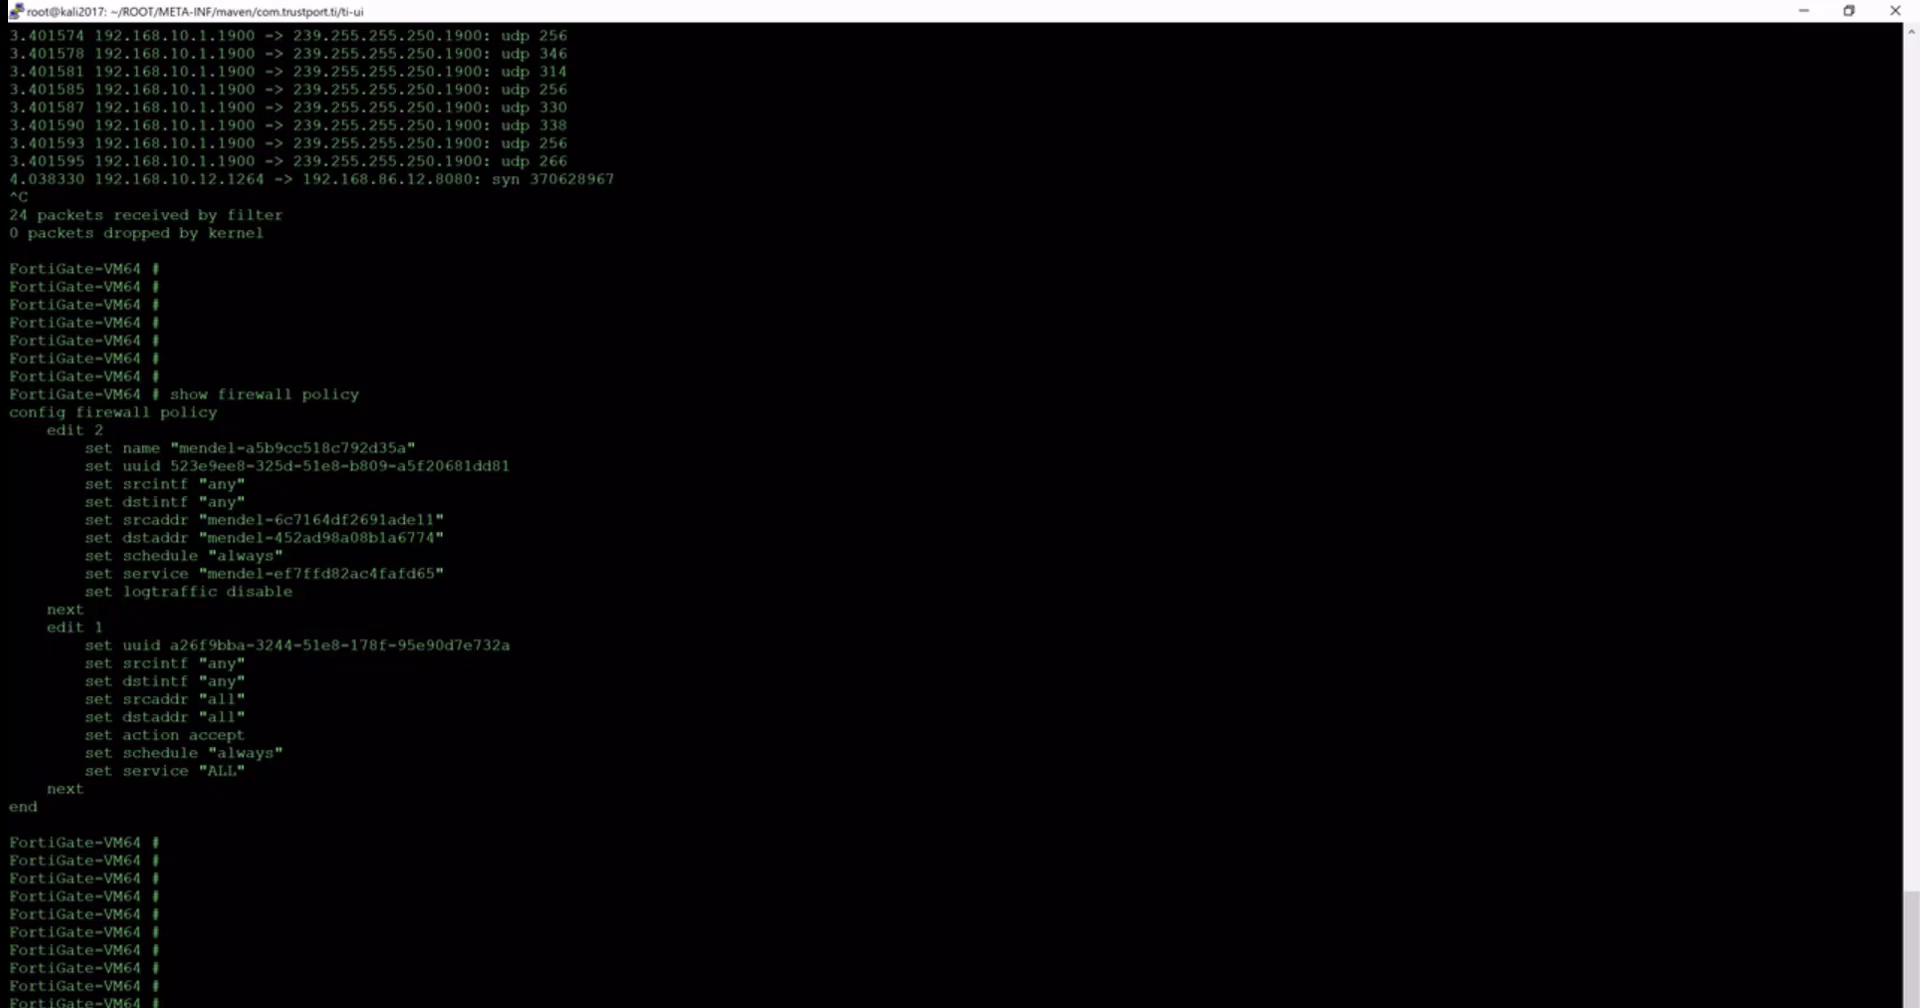 root@kali2017: ~/ROOT/META-INF/maven/com.trustport.ti/ti-ui
3.401574 192.168.10.1.1900 -> 239.255.255.250.1900: udp 256
3.401578 192.168.10.1.1900 -> 239.255.255.250.1900: udp 346
3.401581 192.168.10.1.1900 -> 239.255.255.250.1900: udp 314
3.401585 192.168.10.1.1900 -> 239.255.255.250.1900: udp 256
3.401587 192.168.10.1.1900 -> 239.255.255.250.1900: udp 330
3.401590 192.168.10.1.1900 -> 239.255.255.250.1900: udp 338
3.401593 192.168.10.1.1900 -> 239.255.255.250.1900: udp 256
3.401595 192.168.10.1.1900 -> 239.255.255.250.1900: udp 266
4.038330 192.168.10.12.1264 -> 192.168.86.12.8080: syn 370628967
^C
24 packets received by filter
0 packets dropped by kernel
FortiGate-VM64 #
FortiGate-VM64 #
FortiGate-VM64 #
FortiGate-VM64 #
FortiGate-VM64 #
FortiGate-VM64 #
FortiGate-VM64 #
FortiGate-VM64 # show firewall policy
config firewall policy
    edit 2
        set name "mendel-a5b9cc518c792d35a"
        set uuid 523e9ee8-325d-51e8-b809-a5f20681dd81
        set srcintf "any"
        set dstintf "any"
        set srcaddr "mendel-6c7164df2691ade11"
        set dstaddr "mendel-452ad98a08b1a6774"
        set schedule "always"
        set service "mendel-ef7ffd82ac4fafd65"
        set logtraffic disable
    next
    edit 1
        set uuid a26f9bba-3244-51e8-178f-95e90d7e732a
        set srcintf "any"
        set dstintf "any"
        set srcaddr "all"
        set dstaddr "all"
        set action accept
        set schedule "always"
        set service "ALL"
    next
end
FortiGate-VM64 #
FortiGate-VM64 #
FortiGate-VM64 #
FortiGate-VM64 #
FortiGate-VM64 #
FortiGate-VM64 #
FortiGate-VM64 #
FortiGate-VM64 #
FortiGate-VM64 #
FortiGate-VM64 #